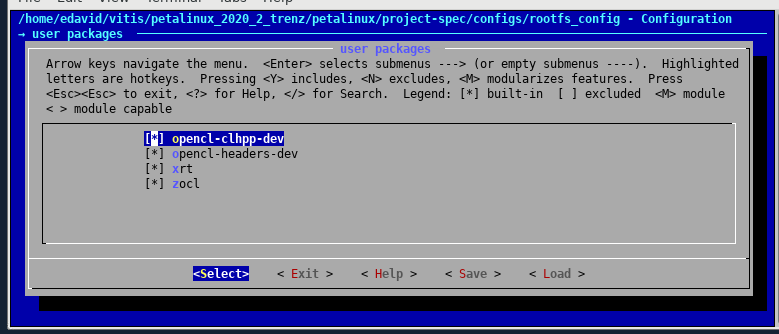 /home/edavid/vitis/petalinux_2020_2_trenz/petalinux/project-spec/configs/rootfs_config - Configuration
→ user packages
user packages
Arrow keys navigate the menu.  <Enter> selects submenus ---> (or empty submenus ----).  Highlighted
letters are hotkeys.  Pressing <Y> includes, <N> excludes, <M> modularizes features.  Press
<Esc><Esc> to exit, <?> for Help, </> for Search.  Legend: [*] built-in  [ ] excluded  <M> module
< > module capable
[*] opencl-clhpp-dev
[*] opencl-headers-dev
[*] xrt
[*] zocl
<Select>    < Exit >    < Help >    < Save >    < Load >